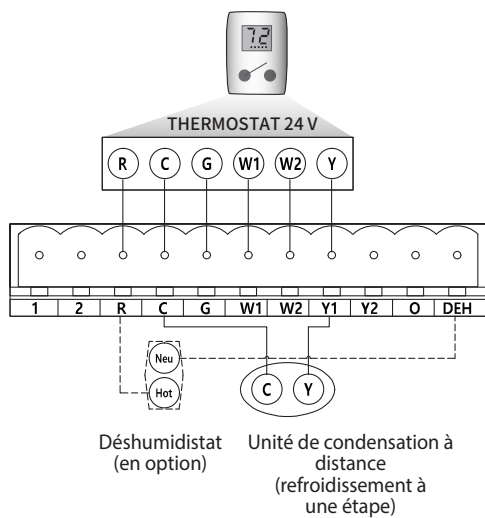 72
THERMOSTAT 24 V
R C G W1 W2 Y
1 2 R C G W1 W2 Y1 Y2 O DEH
Neu
Hot
C Y
Déshumidistat
(en option)
Unité de condensation à
distance
(refroidissement à
une étape)